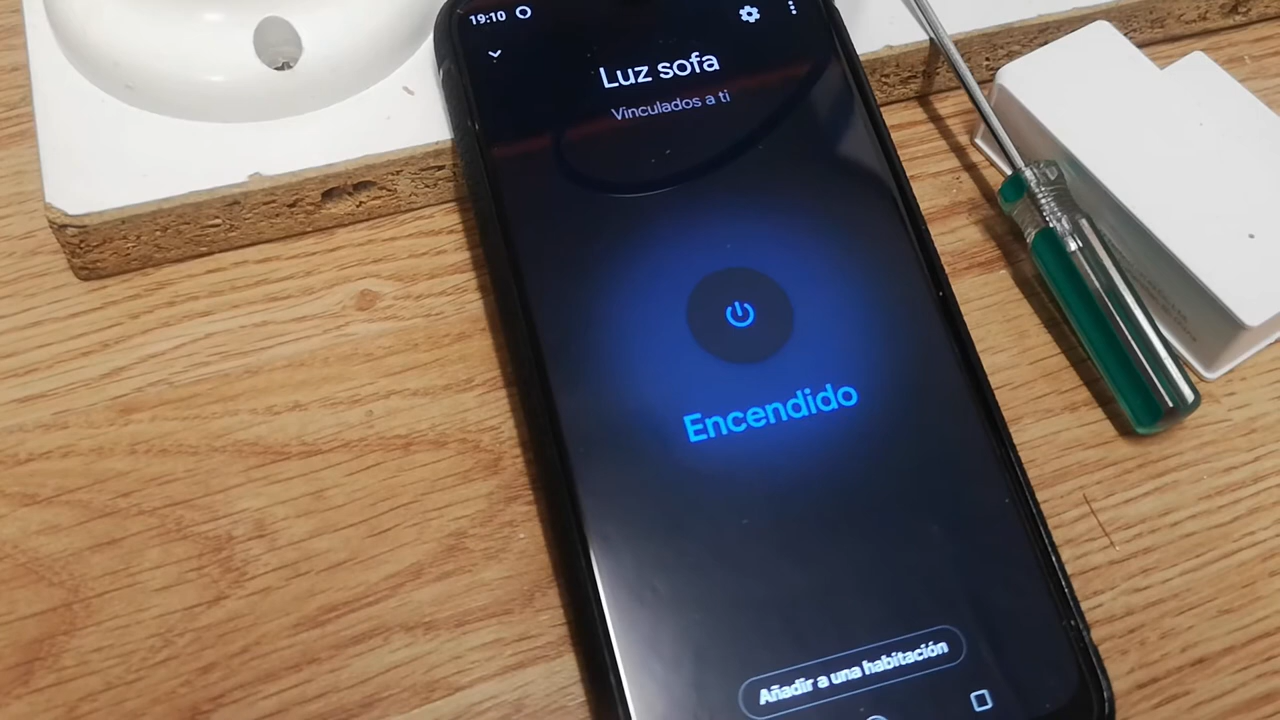 19:10
Luz sofa
Vinculados a ti
Encendido
Añadir a una habitación